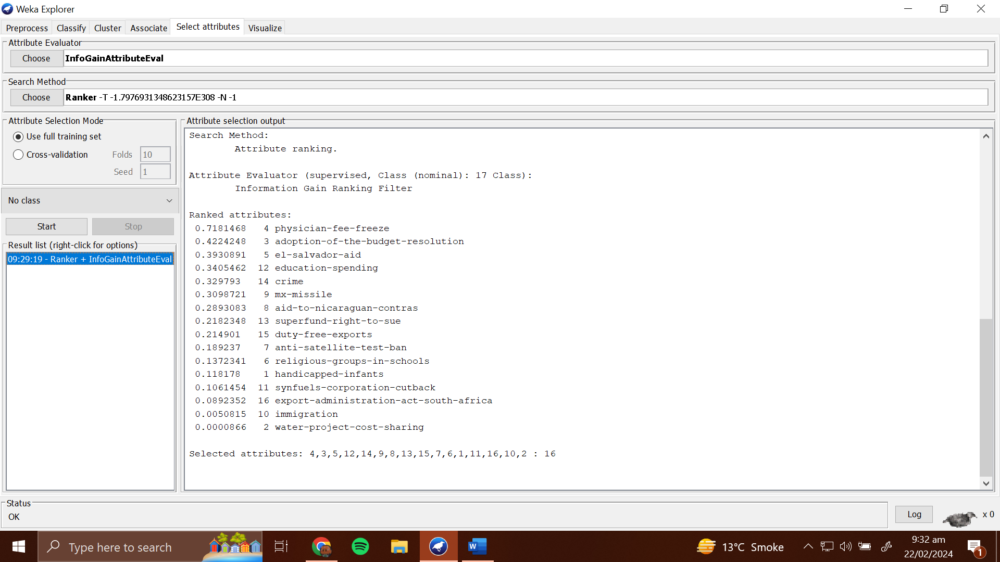 Weka Explorer
Preprocess Classify Cluster Associate Select attributes Visualize
Attribute Evaluator
Choose InfoGainAttributeEval
Search Method
Choose Ranker -T -1.7976931348623157E308 -N -1
Attribute Selection Mode
Use full training set
Cross-validation Folds 10
Seed 1
No class
Start Stop
Result list (right-click for options)
09:29:19 - Ranker + InfoGainAttributeEval
Attribute selection output
Search Method:
Attribute ranking.
Attribute Evaluator (supervised, Class (nominal): 17 Class):
Information Gain Ranking Filter
Ranked attributes:
0.7181468 4 physician-fee-freeze
0.4224248 3 adoption-of-the-budget-resolution
0.3930891 5 el-salvador-aid
0.3405462 12 education-spending
0.329793 14 crime
0.3098721 9 mx-missile
0.2893083 8 aid-to-nicaraguan-contras
0.2182348 13 superfund-right-to-sue
0.214901 15 duty-free-exports
0.189237 7 anti-satellite-test-ban
0.1372341 6 religious-groups-in-schools
0.118178 1 handicapped-infants
0.1061454 11 synfuels-corporation-cutback
0.0892352 16 export-administration-act-south-africa
0.0050815 10 immigration
0.0000866 2 water-project-cost-sharing
Selected attributes: 4,3,5,12,14,9,8,13,15,7,6,1,11,16,10,2 : 16
Status
OK
Log x 0
Type here to search
W
13°C Smoke
9:32 am
22/02/2024
1